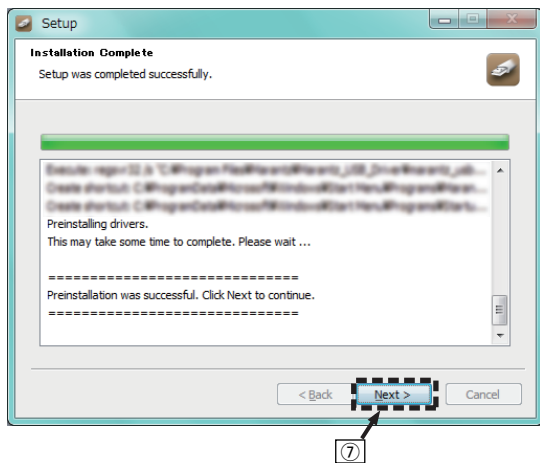 Setup
Installation Complete
Setup was completed successfully.
Preinstalling drivers.
This may take some time to complete. Please wait ...
==============================
Preinstallation was successful. Click Next to continue.
==============================
< Back Next > Cancel
⑦